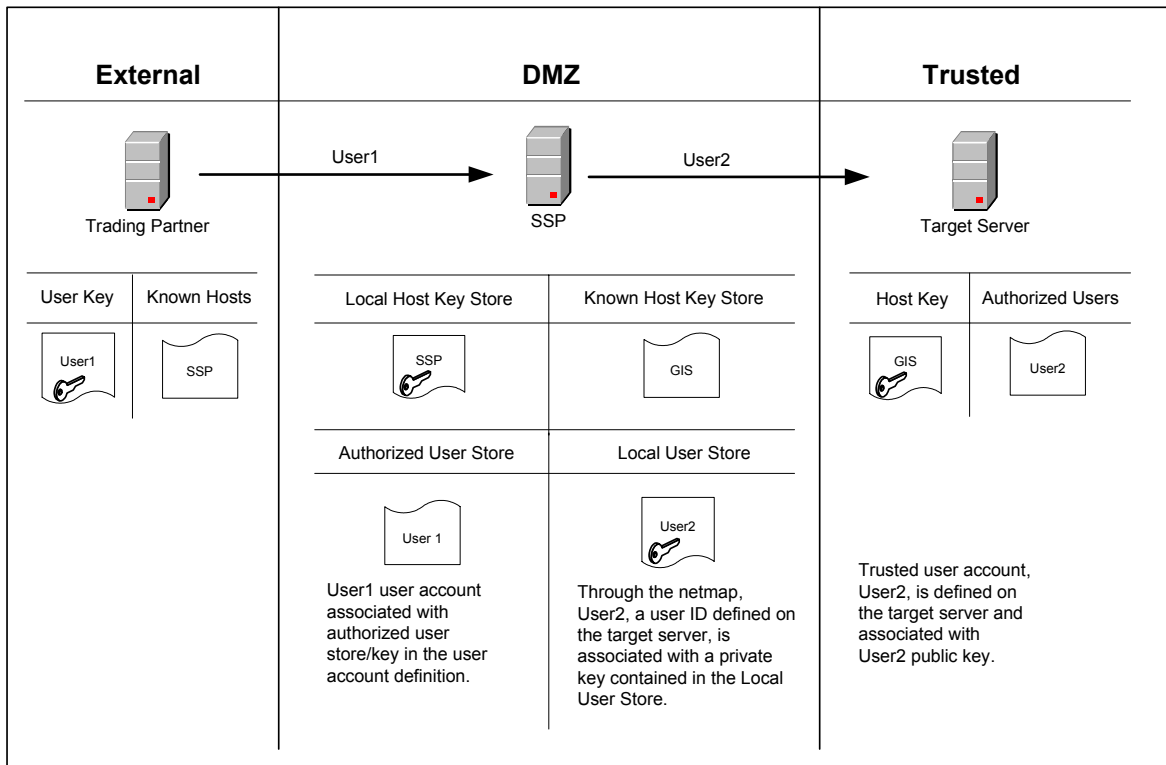 External
DMZ
Trusted
User1
User2
Trading Partner
SSP
Target Server
User Key
Known Hosts
Local Host Key Store
Known Host Key Store
Host Key
Authorized Users
User1
SSP
SSP
GIS
GIS
User2
Authorized User Store
Local User Store
User 1
User2
User1 user account
associated with
authorized user
store/key in the user
account definition.
Through the netmap,
User2, a user ID defined on
the target server, is
associated with a private
key contained in the Local
User Store.
Trusted user account,
User2, is defined on
the target server and
associated with
User2 public key.